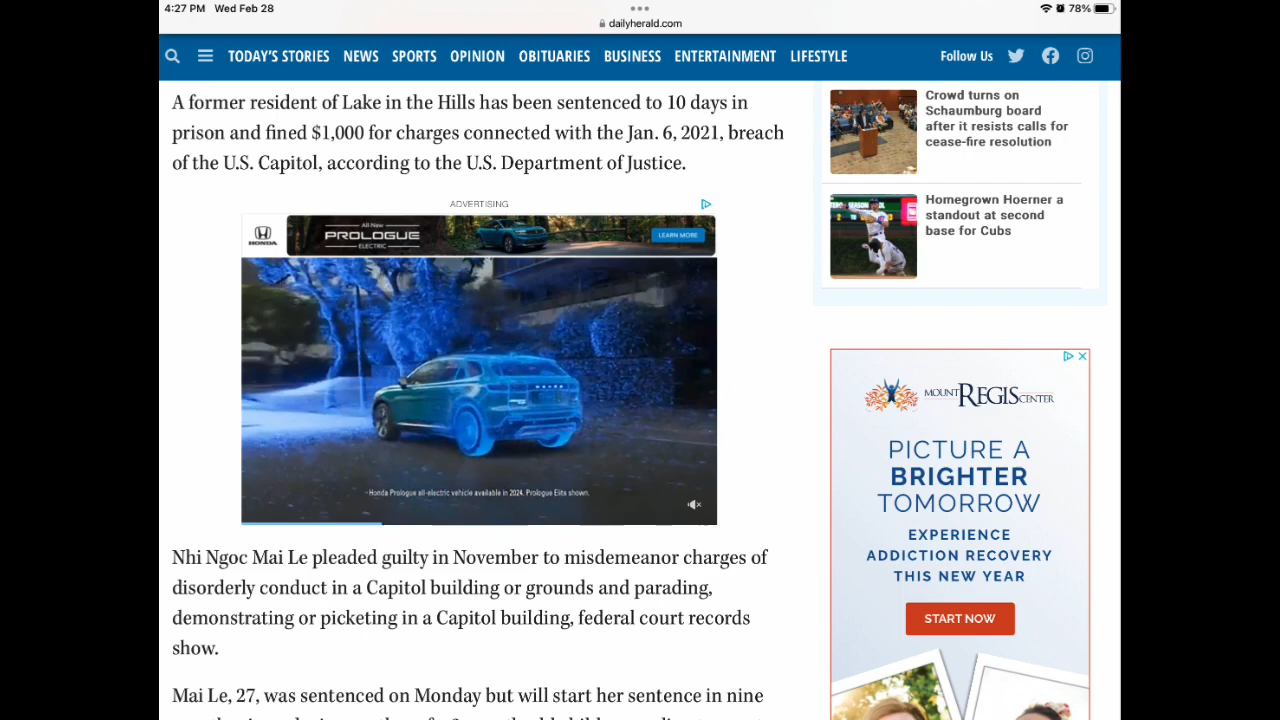 4:27 PM Wed Feb 28
78%
dailyherald.com
TODAY'S STORIES NEWS SPORTS OPINION OBITUARIES BUSINESS ENTERTAINMENT LIFESTYLE Follow Us
A former resident of Lake in the Hills has been sentenced to 10 days in
prison and fined $1,000 for charges connected with the Jan. 6, 2021, breach
of the U.S. Capitol, according to the U.S. Department of Justice.
ADVERTISING
HONDA
All New
PROLOGUE
ELECTRIC
LEARN MORE
Honda Prologue all-electric vehicle available in 2024. Prologue Elite shown.
Nhi Ngoc Mai Le pleaded guilty in November to misdemeanor charges of
disorderly conduct in a Capitol building or grounds and parading,
demonstrating or picketing in a Capitol building, federal court records
show.
Mai Le, 27, was sentenced on Monday but will start her sentence in nine
Crowd turns on
Schaumburg board
after it resists calls for
cease-fire resolution
Homegrown Hoerner a
standout at second
base for Cubs
MOUNT REGIS CENTER
PICTURE A
BRIGHTER
TOMORROW
EXPERIENCE
ADDICTION RECOVERY
THIS NEW YEAR
START NOW